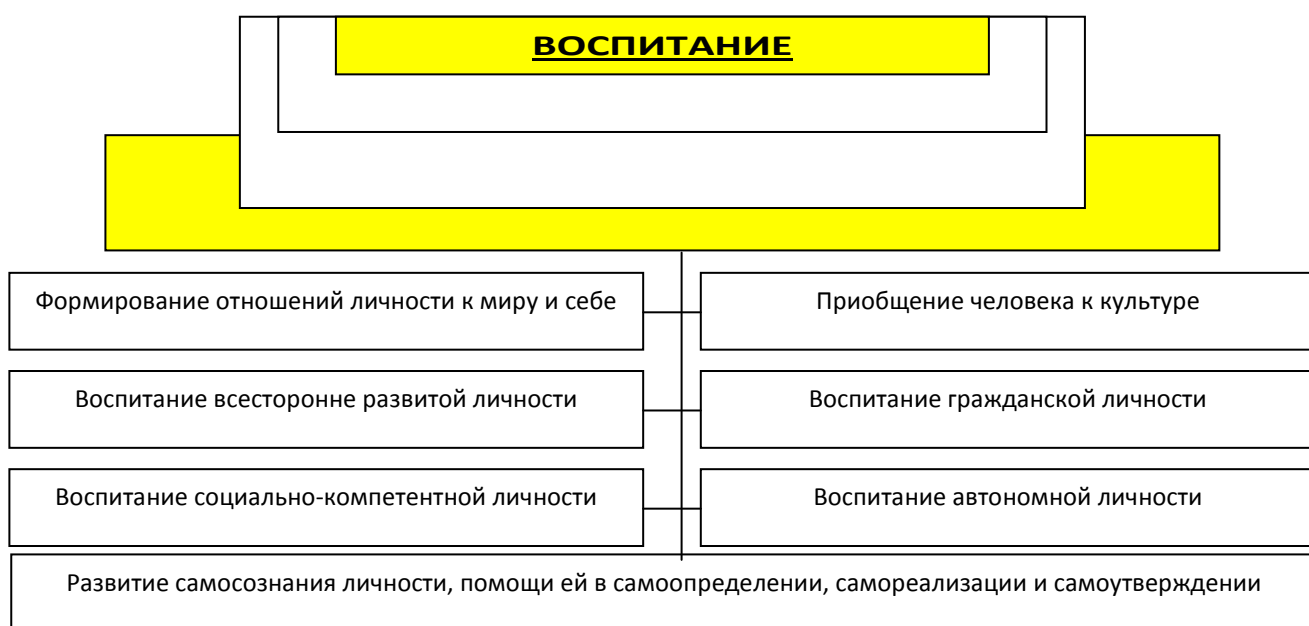 ВОСПИТАНИЕ
Формирование отношений личности к миру и себе
Приобщение человека к культуре
Воспитание всесторонне развитой личности
Воспитание гражданской личности
Воспитание социально-компетентной личности
Воспитание автономной личности
Развитие самосознания личности, помощи ей в самоопределении, самореализации и самоутверждении